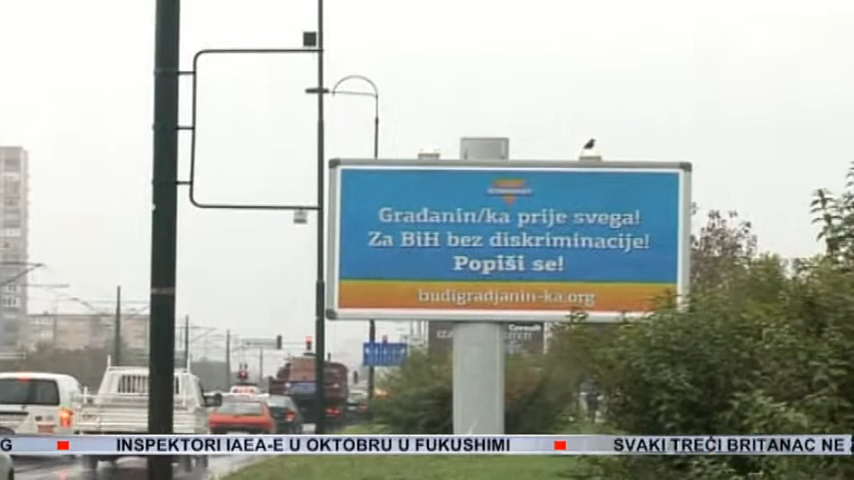 Građanin/ka prije svega!
Za BiH bez diskriminacije!
Popiši se!
budigradjanin-ka.org
Consult
G INSPEKTORI IAEA-E U OKTOBRU U FUKUSHIMI SVAKI TREĆI BRITANAC NE